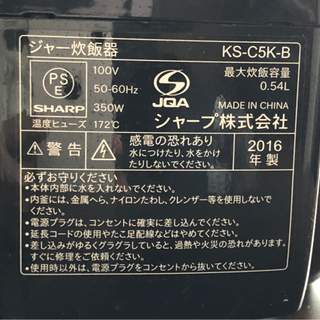 ジャー炊飯器 KS-C5K-B
PS E 100V 最大炊飯容量
50-60Hz 0.54L
SHARP 350W JQA MADE IN CHINA
温度ヒューズ 172℃ シャープ株式会社
⚠警告 感電の恐れあり 2016年製
水につけたり、水をかけ
たりしないでください。
必ずお守りください
•本体内に水を入れないでください。
•内釜には、金属ヘら、ナイロンたわし、クレンザー等を使用しない
でください。
•電源プラグは、コンセントに確実に差し込んでください。
•延長コードの使用やたこ足配線などはやめてください。
•差し込みがゆるくグラグラしていると、過熱や火災の恐れあります。
すぐに修理をご依頼ください。
•使用時以外は、電源プラグをコンセントから抜いてください。